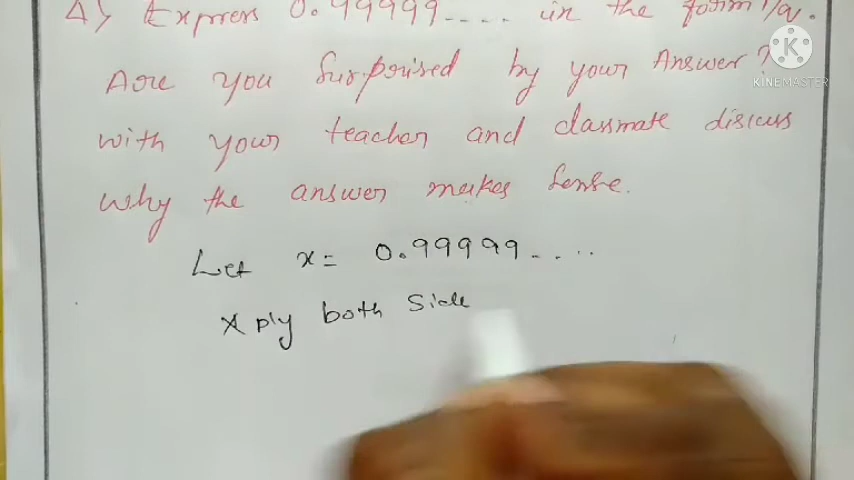 4) Express 0.99999.... in the form P/q.
Are you Surprised by your Answer?
with your teacher and classmate discuss
why the answer makes Sense.
Let x = 0.99999....
X ply both Side
K
KINEMASTER